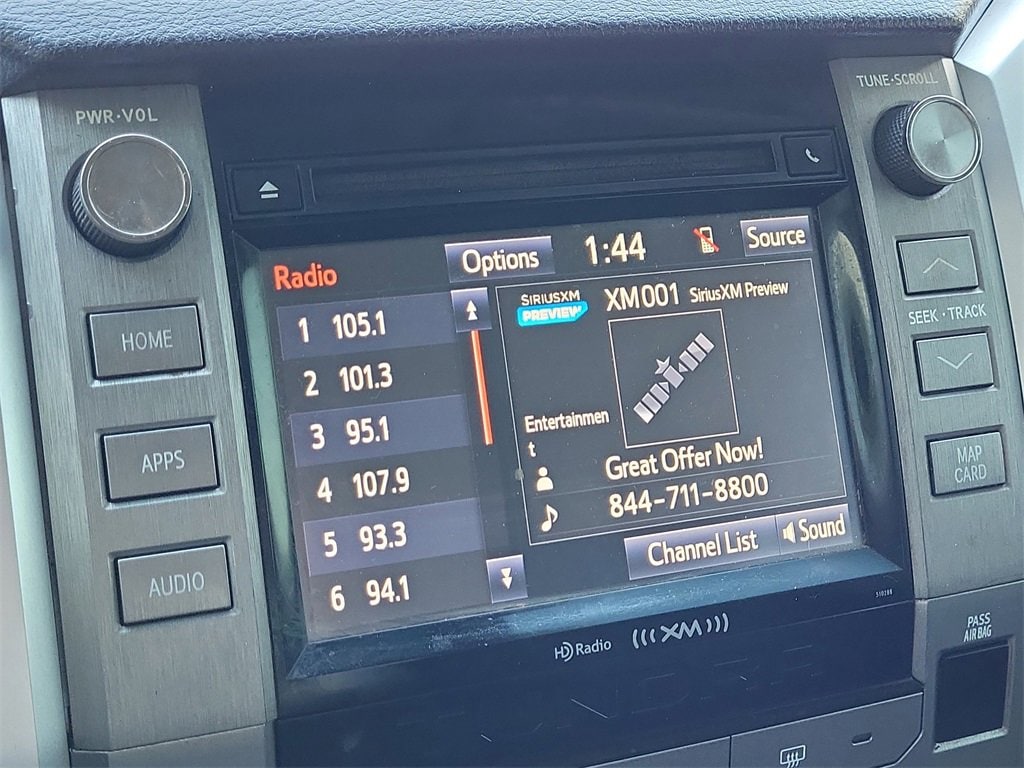 PWR·VOL
TUNE·SCROLL
Radio
Options
1:44
Source
SIRIUSXM
PREVIEW
XM001 SiriusXM Preview
1 105.1
2 101.3
3 95.1
4 107.9
5 93.3
6 94.1
Entertainmen
t
Great Offer Now!
844-711-8800
Channel List
Sound
HOME
APPS
AUDIO
SEEK·TRACK
MAP
CARD
HD Radio
(((XM)))
PASS
AIR BAG